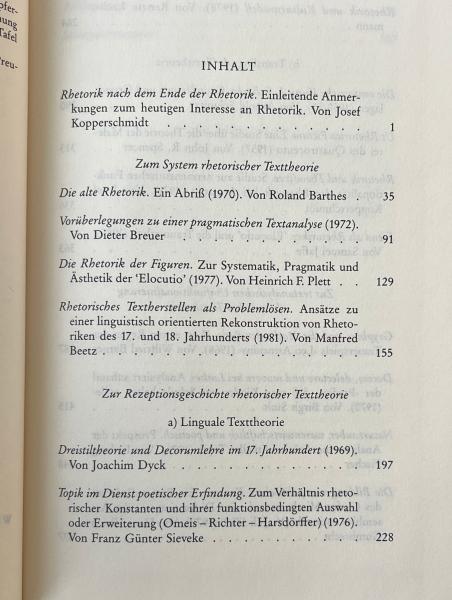 pfer-
nung
Tafel
Preu-
INHALT
Rhetorik nach dem Ende der Rhetorik. Einleitende Anmer-
kungen zum heutigen Interesse an Rhetorik. Von Josef
Kopperschmidt . . . . . . . . . . . . 1
Zum System rhetorischer Texttheorie
Die alte Rhetorik. Ein Abriß (1970). Von Roland Barthes . 35
Vorüberlegungen zu einer pragmatischen Textanalyse (1972).
Von Dieter Breuer . . . . . . . . . . . 91
Die Rhetorik der Figuren. Zur Systematik, Pragmatik und
Ästhetik der 'Elocutio' (1977). Von Heinrich F. Plett . . 129
Rhetorisches Textherstellen als Problemlösen. Ansätze zu
einer linguistisch orientierten Rekonstruktion von Rheto-
riken des 17. und 18. Jahrhunderts (1981). Von Manfred
Beetz . . . . . . . . . . . . . . 155
Zur Rezeptionsgeschichte rhetorischer Texttheorie
a) Linguale Texttheorie
Dreistiltheorie und Decorumlehre im 17. Jahrhundert (1969).
Von Joachim Dyck . . . . . . . . . . . 197
Topik im Dienst poetischer Erfindung. Zum Verhältnis rheto-
rischer Konstanten und ihrer funktionsbedingten Auswahl
oder Erweiterung (Omeis – Richter – Harsdörffer) (1976).
Von Franz Günter Sieveke . . . . . . . . . 228